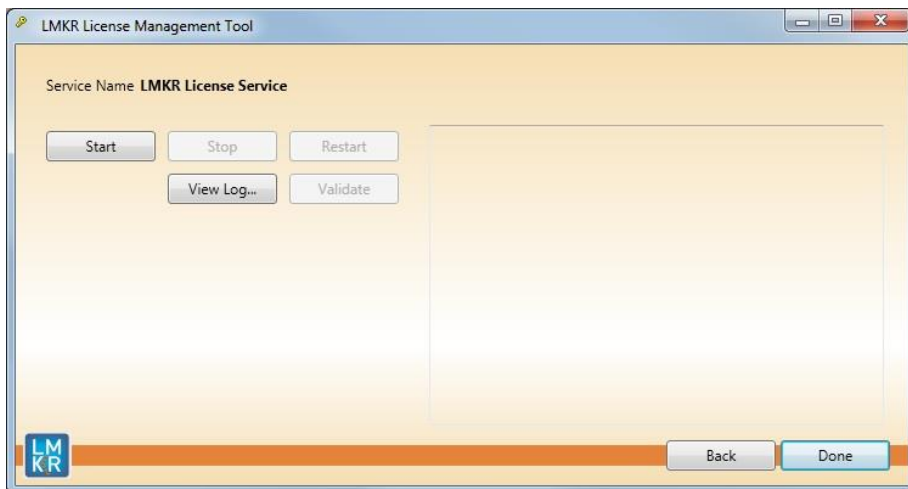 LMKR License Management Tool
Service Name LMKR License Service
Start Stop Restart
View Log... Validate
LM
KR
Back Done